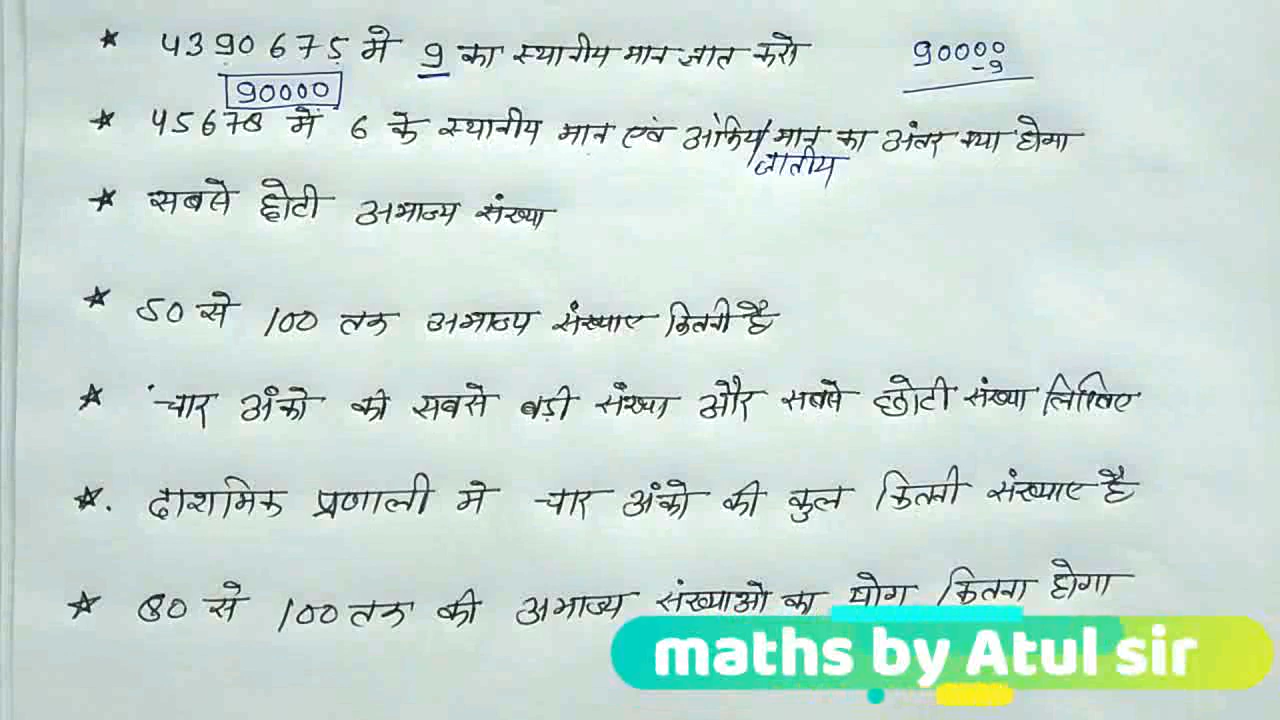 ★ 4390675 मे 9 का स्थानीय मान ज्ञात करो
90000
90000
-9
★ 45678 में 6 के स्थानीय मान एवं अंकिय/मान का अंतर क्या होगा
जातीय
★ सबसे छोटी अभाज्य संख्या
★ 50 से 100 तक अभाज्य संख्याए कितनी है
★ चार अंको की सबसे बड़ी संख्या और सबसे छोटी संख्या लिखिए
★. दाशमिक प्रणाली मे चार अंको की कुल कितनी संख्याए है
★ 80 से 100 तक की अभाज्य संख्याओ का योग कितना होगा
maths by Atul sir